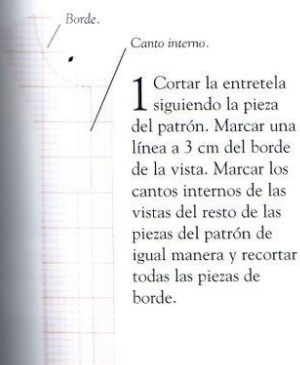 Borde.
Canto interno.
1 Cortar la entretela
siguiendo la pieza
del patrón. Marcar una
línea a 3 cm del borde
de la vista. Marcar los
cantos internos de las
vistas del resto de las
piezas del patrón de
igual manera y recortar
todas las piezas de
borde.